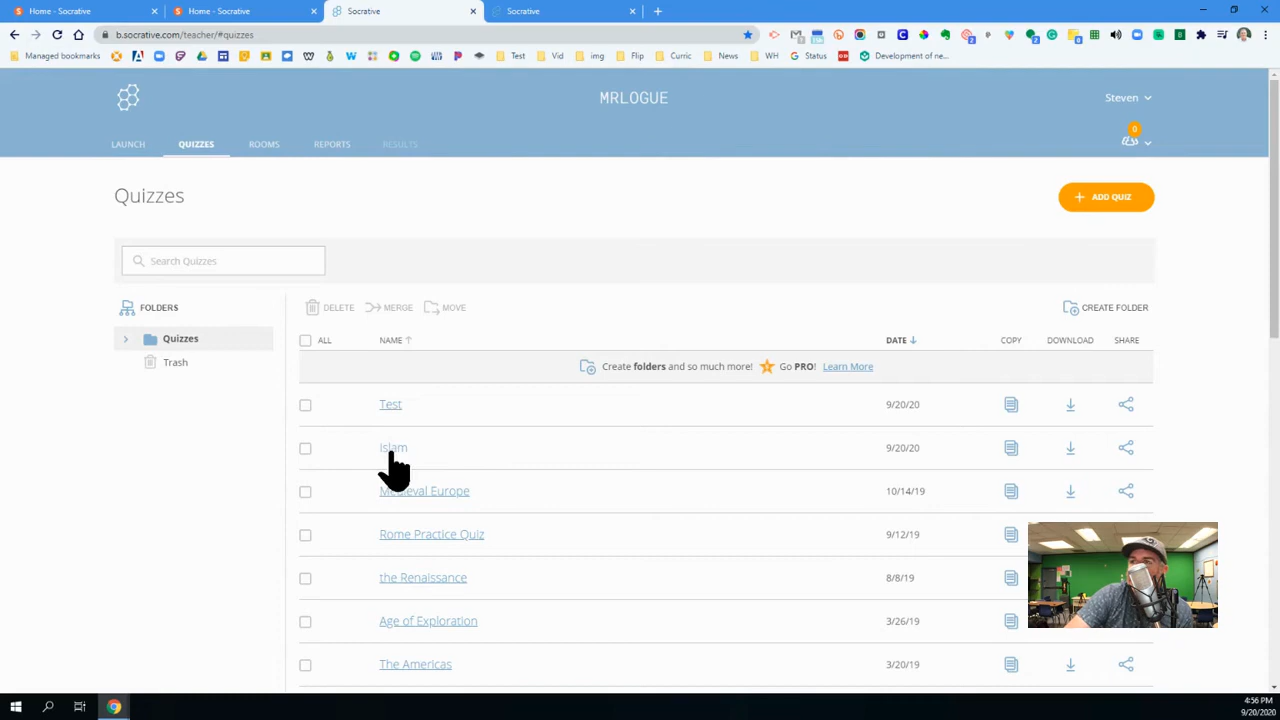 Home - Socrative
Home - Socrative
Socrative
Socrative
b.socrative.com/teacher/#quizzes
Managed bookmarks
Test
Vid
img
Flip
Curric
News
WH
Status
Development of ne...
MRLOGUE
Steven
0
LAUNCH QUIZZES ROOMS REPORTS RESULTS
Quizzes
+ ADD QUIZ
Search Quizzes
FOLDERS
Quizzes
Trash
DELETE MERGE MOVE
CREATE FOLDER
ALL NAME DATE COPY DOWNLOAD SHARE
Create folders and so much more! Go PRO! Learn More
Test 9/20/20
Islam 9/20/20
Medieval Europe 10/14/19
Rome Practice Quiz 9/12/19
the Renaissance 8/8/19
Age of Exploration 3/26/19
The Americas 3/20/19
4:56 PM
9/20/2020